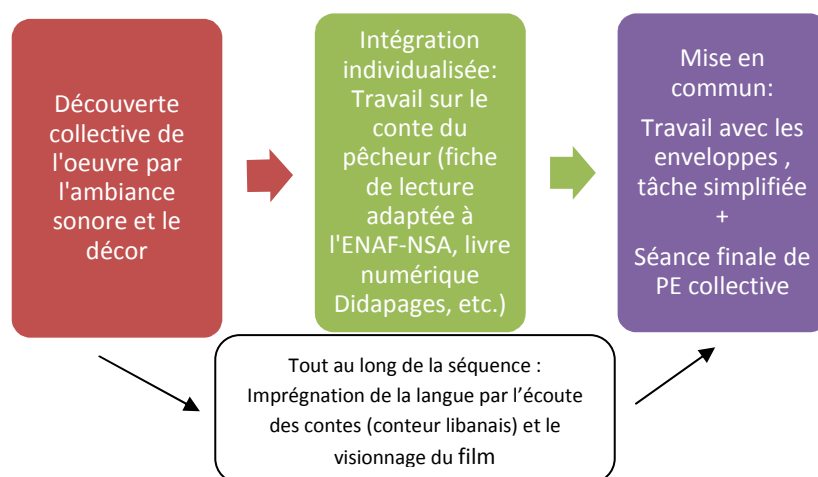 Découverte
collective de
l'oeuvre par
l'ambiance
sonore et le
décor
Intégration
individualisée:
Travail sur le
conte du
pêcheur (fiche
de lecture
adaptée à
l'ENAF-NSA, livre
numérique
Didapages, etc.)
Mise en
commun:
Travail avec les
enveloppes ,
tâche simplifiée
+
Séance finale de
PE collective
Tout au long de la séquence :
Imprégnation de la langue par l'écoute
des contes (conteur libanais) et le
visionnage du film